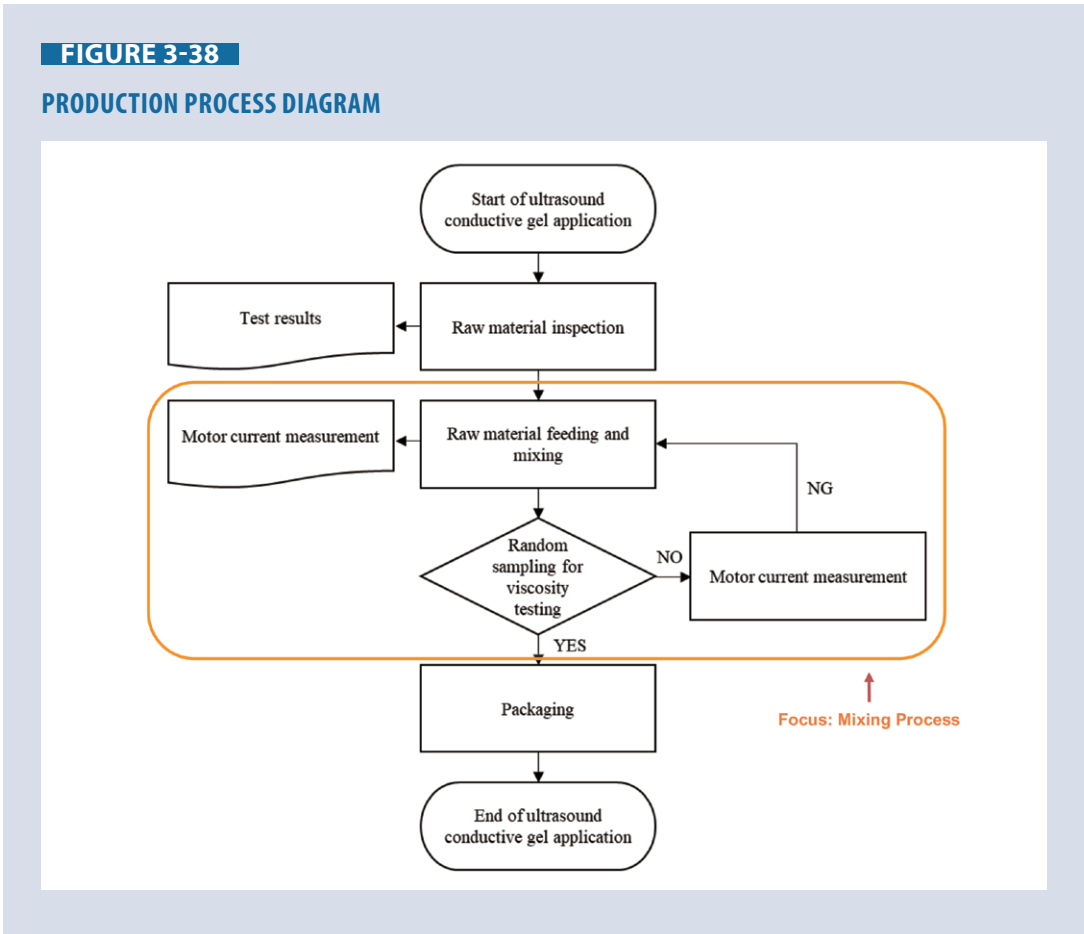 FIGURE 3-38
PRODUCTION PROCESS DIAGRAM
Start of ultrasound
conductive gel application
Test results
Raw material inspection
Motor current measurement
Raw material feeding and
mixing
NG
Random
sampling for
viscosity
testing
NO
Motor current measurement
YES
Packaging
Focus: Mixing Process
End of ultrasound
conductive gel application